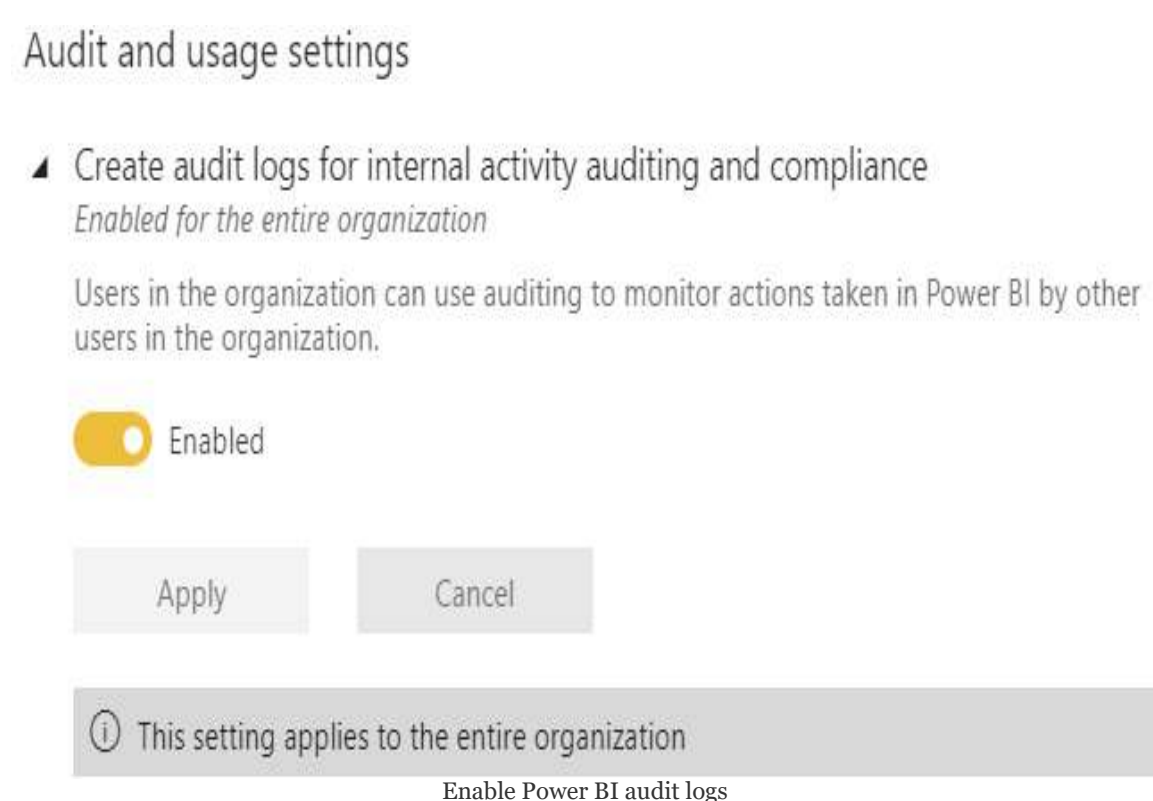 Audit and usage settings
Create audit logs for internal activity auditing and compliance
Enabled for the entire organization
Users in the organization can use auditing to monitor actions taken in Power BI by other
users in the organization.
Enabled
Apply Cancel
This setting applies to the entire organization
Enable Power BI audit logs